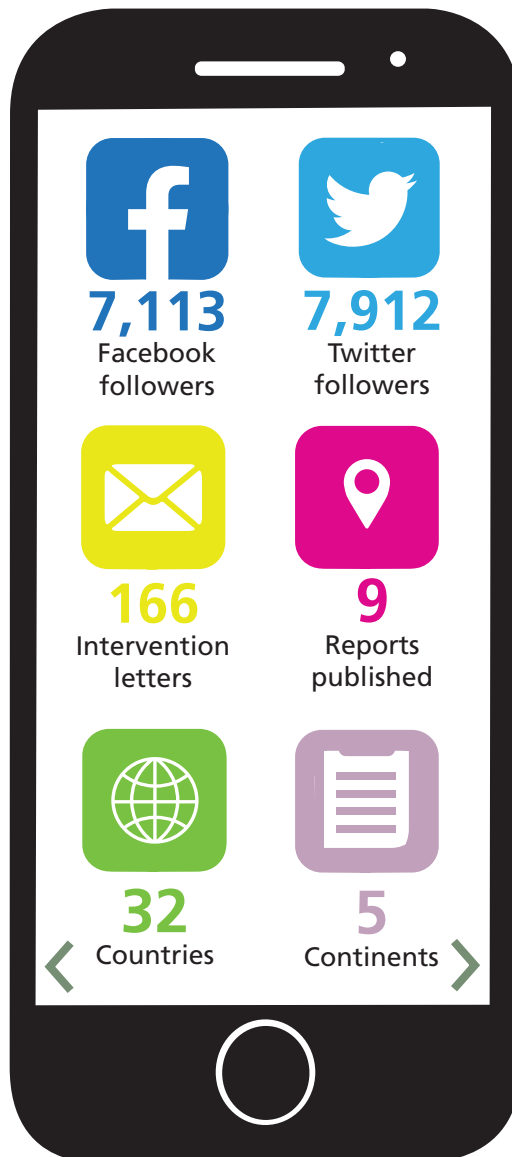 7,113
Facebook
followers
7,912
Twitter
followers
166
Intervention
letters
9
Reports
published
32
Countries
5
Continents